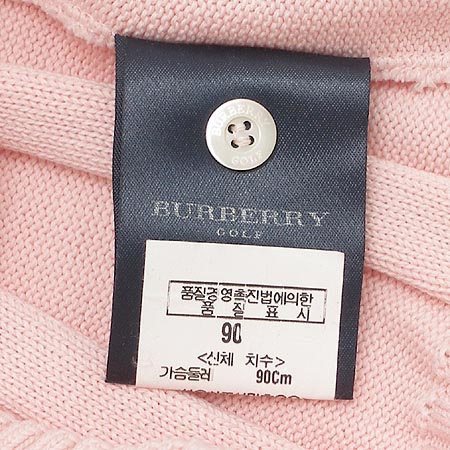 BURBERRY
GOLF
BURBERRY
GOLF
품질경영촉진법에의한
품 질 표 시
90
<신체 치수>
가슴둘레 90Cm